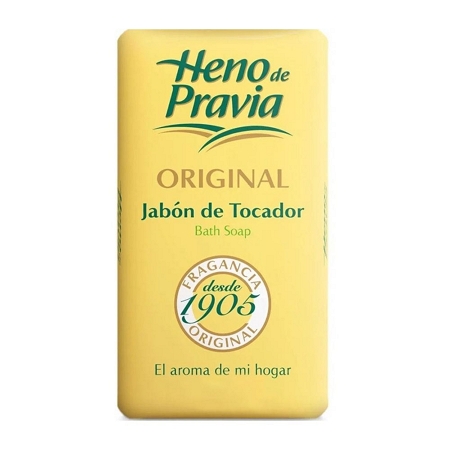 Heno de
Pravia
ORIGINAL
Jabón de Tocador
Bath Soap
FRAGANCIA
desde
1905
ORIGINAL
El aroma de mi hogar